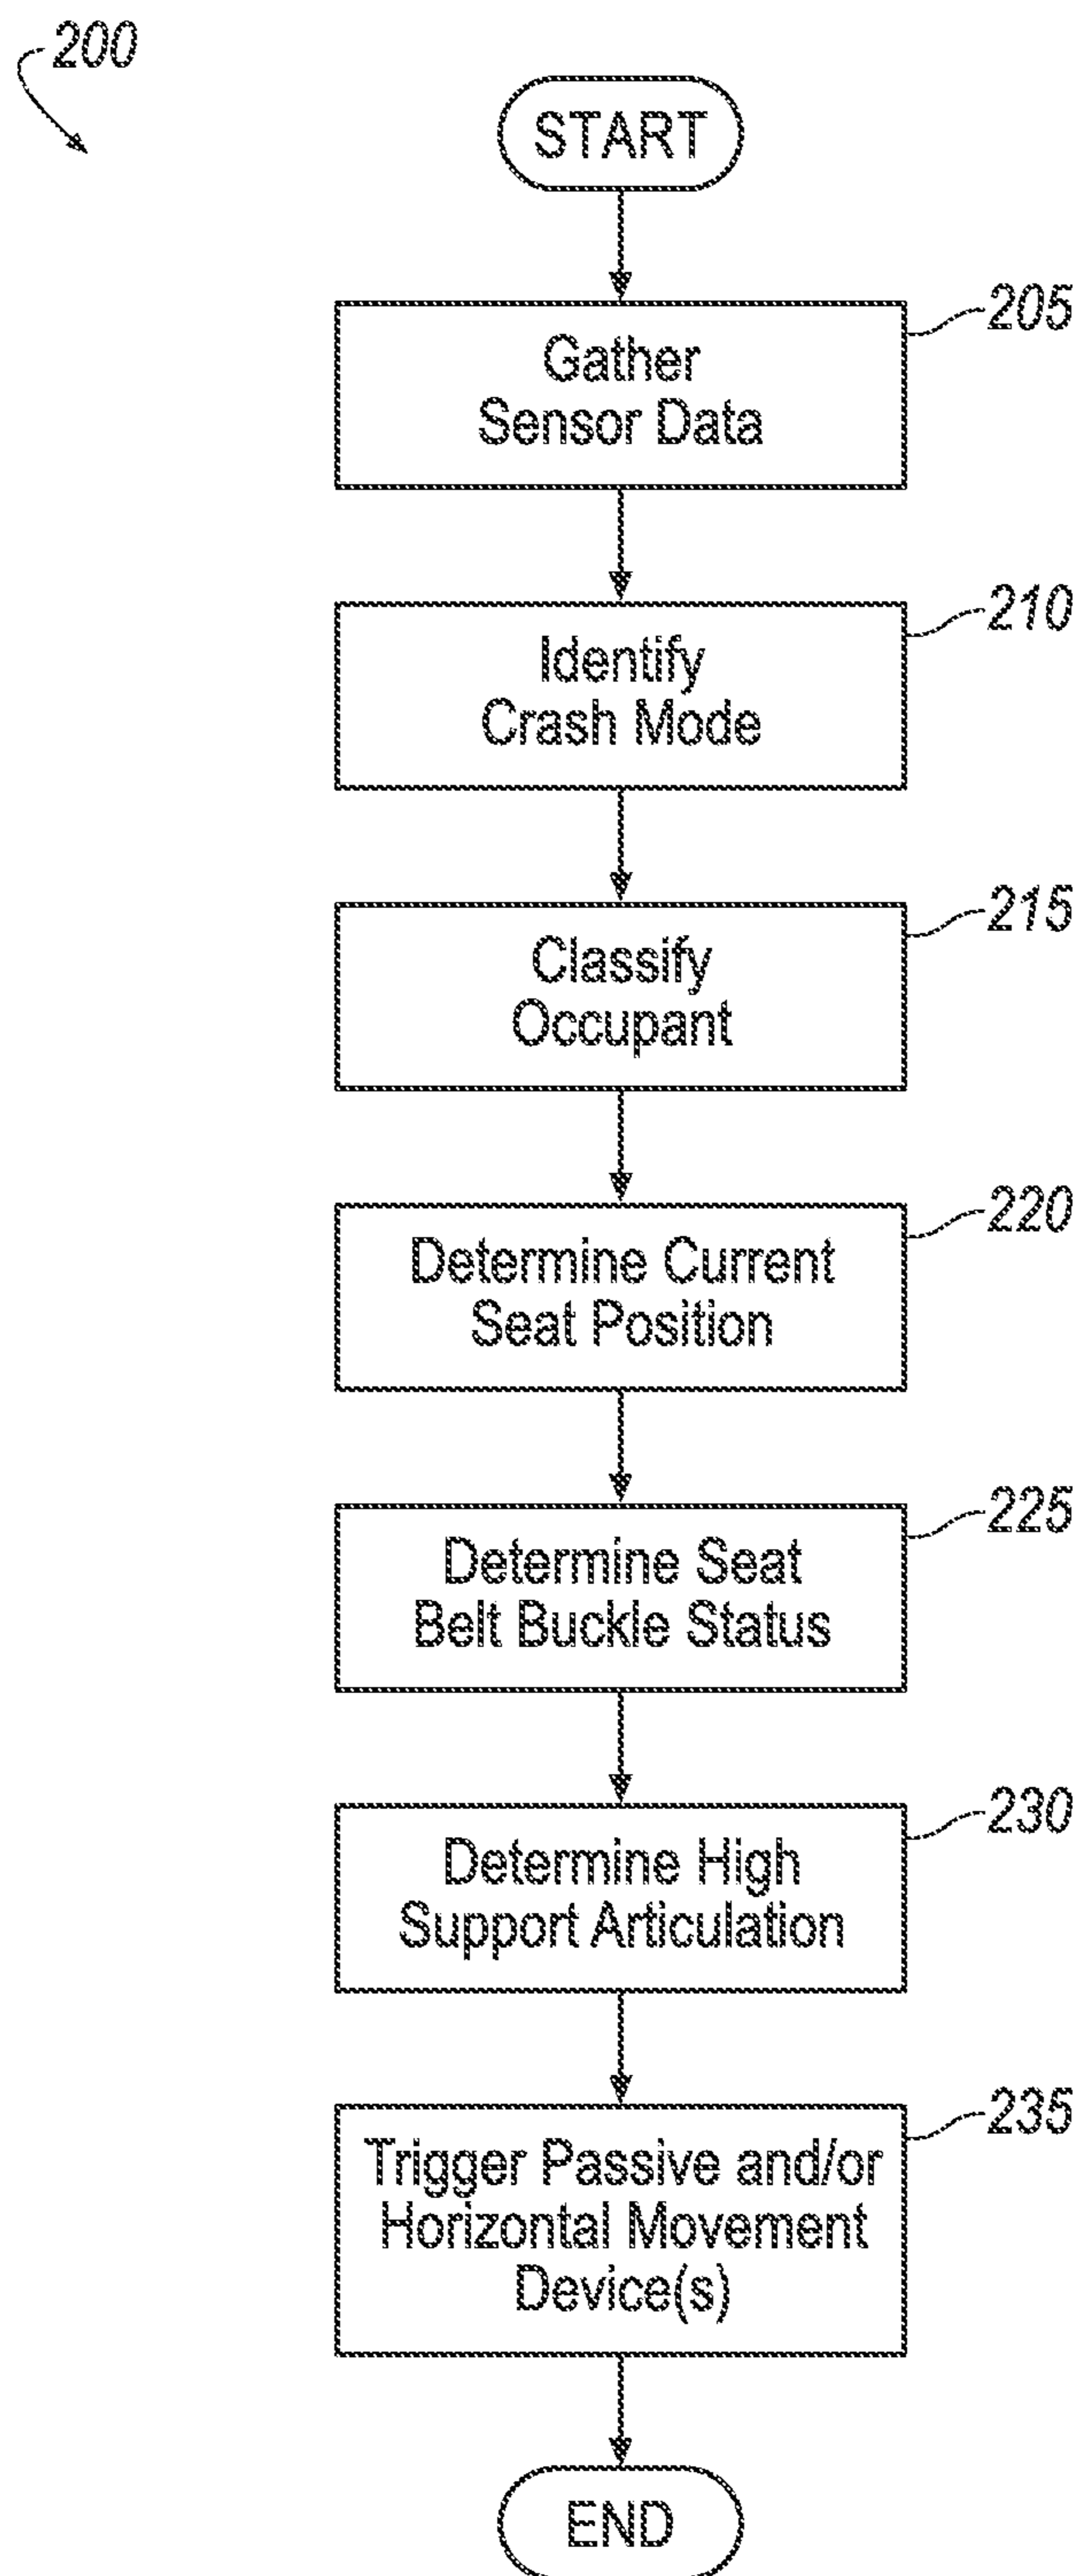 200
START
205
Gather
Sensor Data
210
Identify
Crash Mode
215
Classify
Occupant
220
Determine Current
Seat Position
225
Determine Seat
Belt Buckle Status
230
Determine High
Support Articulation
235
Trigger Passive and/or
Horizontal Movement
Device(s)
END